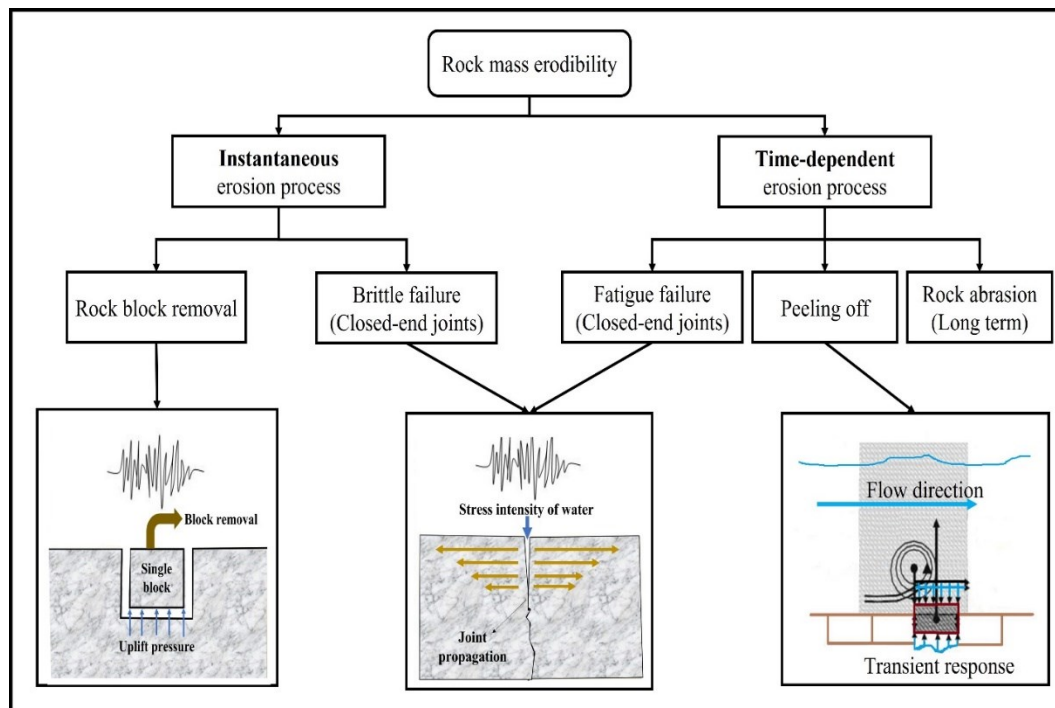 Rock mass erodibility
Instantaneous
erosion process
Time-dependent
erosion process
Rock block removal
Brittle failure
(Closed-end joints)
Fatigue failure
(Closed-end joints)
Peeling off
Rock abrasion
(Long term)
Block removal
Single
block
Uplift pressure
Stress intensity of water
Joint
propagation
Flow direction
Transient response